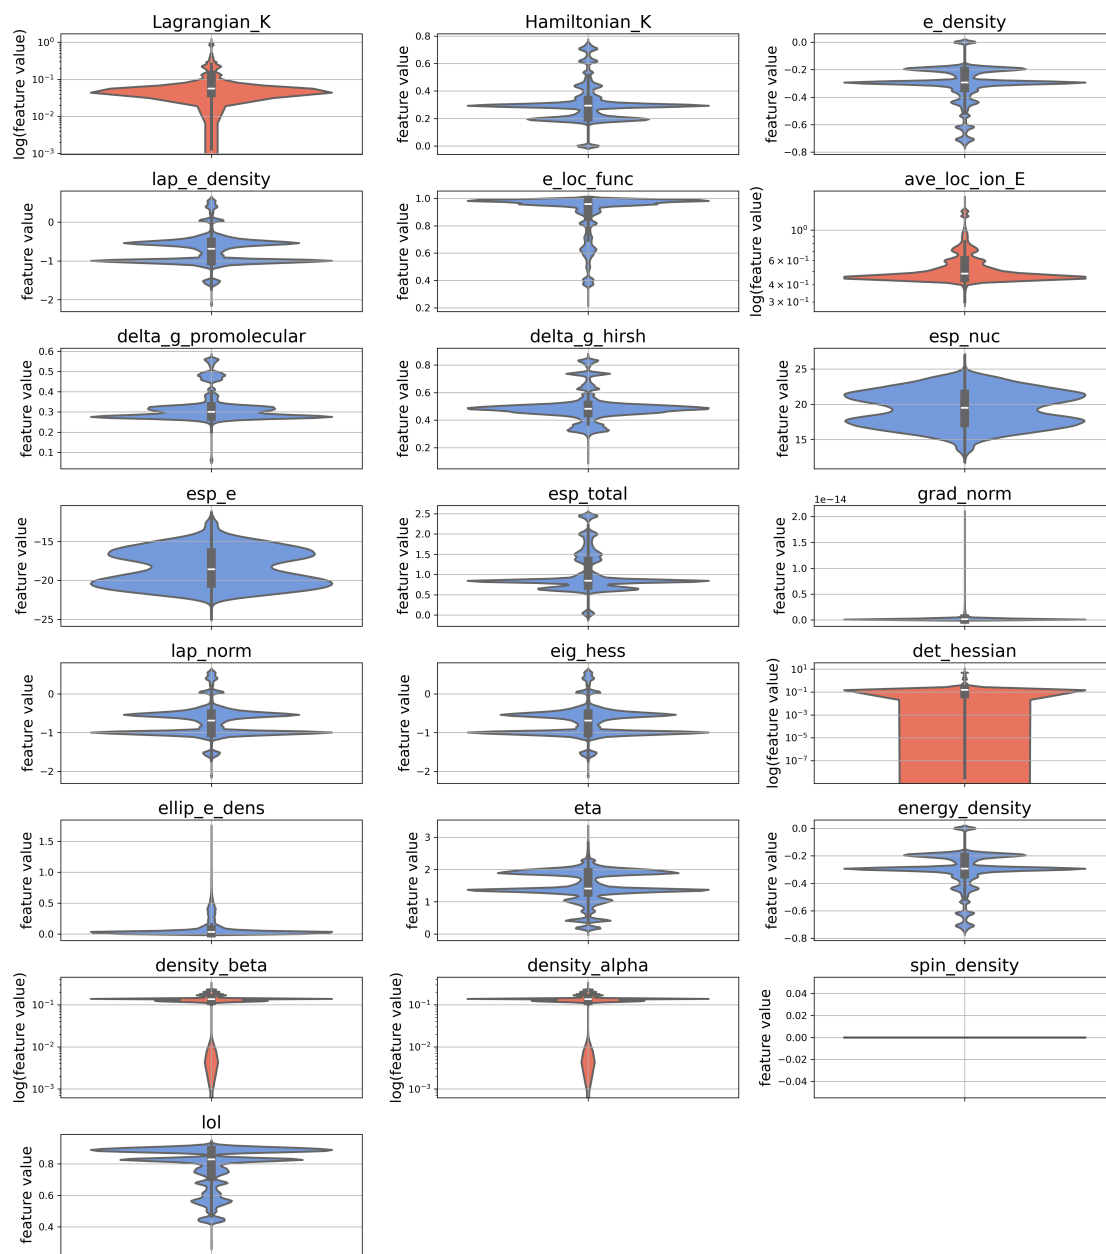 Lagrangian_K
log(feature value)
10⁰
10⁻¹
10⁻²
10⁻³
Hamiltonian_K
feature value
0.8
0.6
0.4
0.2
0.0
e_density
feature value
0.0
−0.2
−0.4
−0.6
−0.8
lap_e_density
feature value
0
−1
−2
e_loc_func
feature value
1.0
0.8
0.6
0.4
0.2
ave_loc_ion_E
log(feature value)
10⁰
6 × 10⁻¹
4 × 10⁻¹
3 × 10⁻¹
delta_g_promolecular
feature value
0.6
0.5
0.4
0.3
0.2
0.1
delta_g_hirsh
feature value
0.8
0.6
0.4
0.2
esp_nuc
feature value
25
20
15
esp_e
feature value
−15
−20
−25
esp_total
feature value
2.5
2.0
1.5
1.0
0.5
0.0
grad_norm
1e−14
feature value
2.0
1.5
1.0
0.5
0.0
lap_norm
feature value
0
−1
−2
eig_hess
feature value
0
−1
−2
det_hessian
log(feature value)
10¹
10⁻¹
10⁻³
10⁻⁵
10⁻⁷
ellip_e_dens
feature value
1.5
1.0
0.5
0.0
eta
feature value
3
2
1
0
energy_density
feature value
0.0
−0.2
−0.4
−0.6
−0.8
density_beta
log(feature value)
10⁻¹
10⁻²
10⁻³
density_alpha
log(feature value)
10⁻¹
10⁻²
10⁻³
spin_density
feature value
0.04
0.02
0.00
−0.02
−0.04
lol
feature value
0.8
0.6
0.4